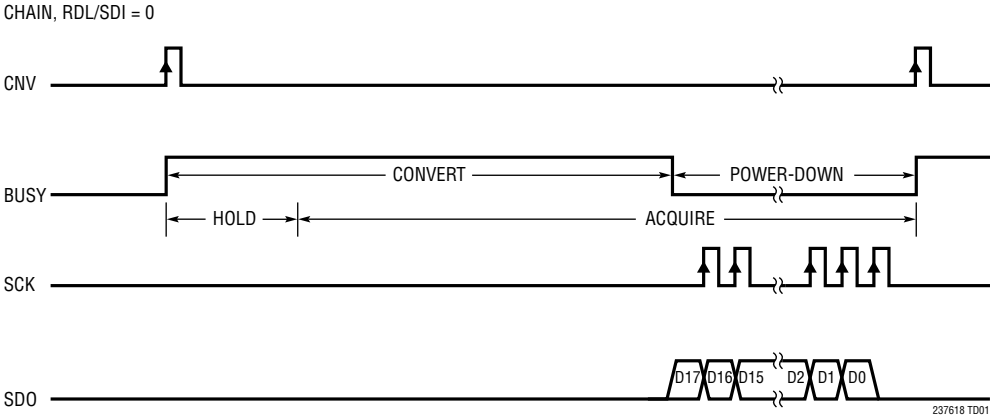 CHAIN, RDL/SDI = 0
CNV
CONVERT
POWER-DOWN
BUSY
HOLD
ACQUIRE
SCK
D17 D16 D15 D2 D1 D0
SDO
237618 TD01